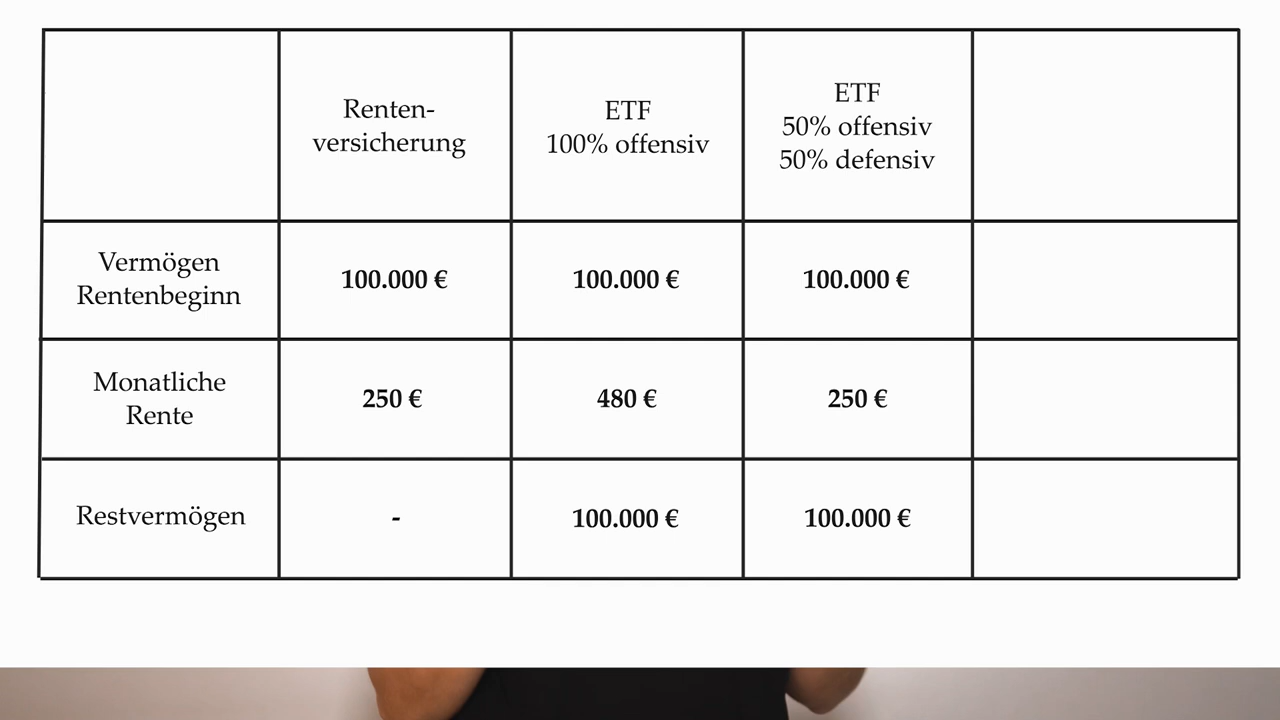 Renten-
versicherung
ETF
100% offensiv
ETF
50% offensiv
50% defensiv
Vermögen
Rentenbeginn
100.000 €
100.000 €
100.000 €
Monatliche
Rente
250 €
480 €
250 €
Restvermögen
-
100.000 €
100.000 €